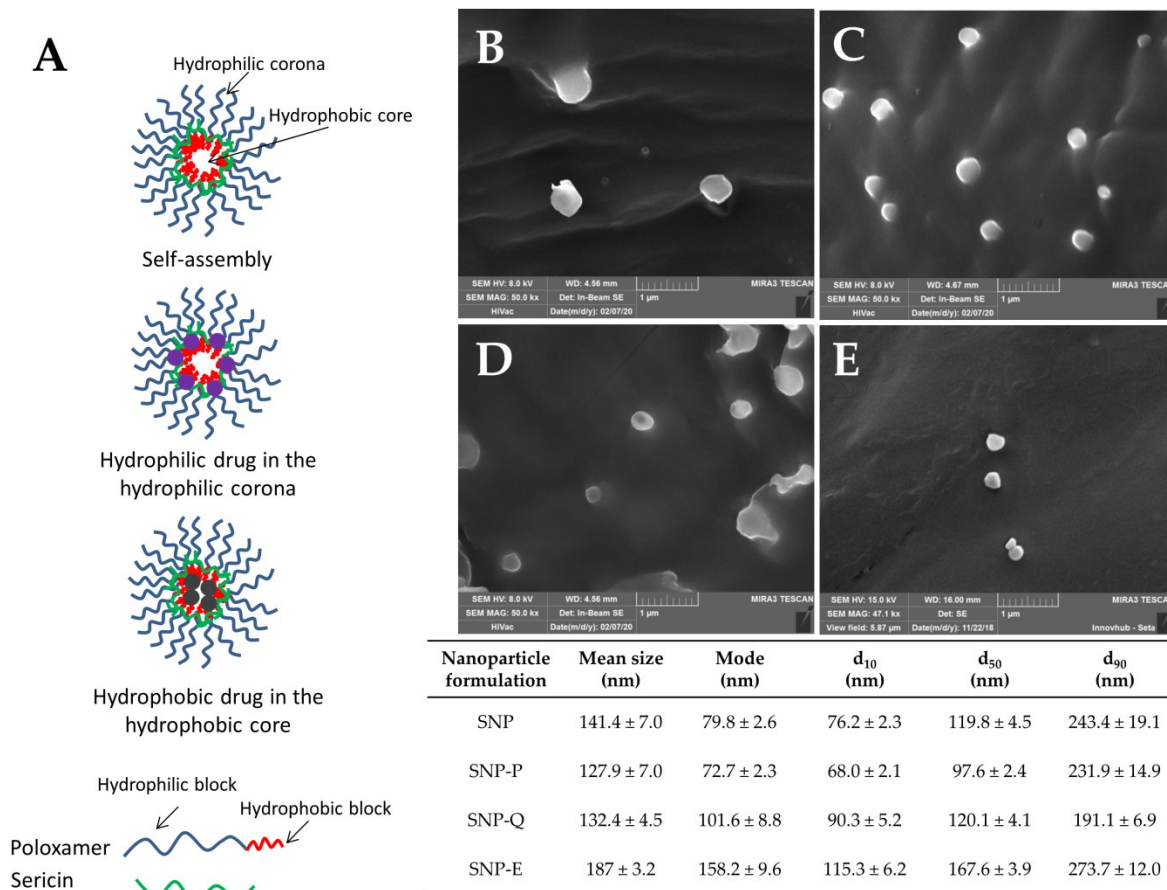 A
Hydrophilic corona
Hydrophobic core
Self-assembly
Hydrophilic drug in the
hydrophilic corona
Hydrophobic drug in the
hydrophobic core
Hydrophilic block
Hydrophobic block
Poloxamer
Sericin
B
SEM HV: 8.0 kV WD: 4.56 mm MIRA3 TESCAN
SEM MAG: 50.0 kx Det: In-Beam SE 1 µm
HiVac Date(m/d/y): 02/07/20
C
SEM HV: 8.0 kV WD: 4.67 mm MIRA3 TESCAN
SEM MAG: 50.0 kx Det: In-Beam SE 1 µm
HiVac Date(m/d/y): 02/07/20
D
SEM HV: 8.0 kV WD: 4.56 mm MIRA3 TESCAN
SEM MAG: 50.0 kx Det: In-Beam SE 1 µm
HiVac Date(m/d/y): 02/07/20
E
SEM HV: 15.0 kV WD: 16.00 mm MIRA3 TESCAN
SEM MAG: 47.1 kx Det: SE 1 µm
View field: 5.87 µm Date(m/d/y): 11/22/18 Innovhub - Seta
Nanoparticle Mean size Mode d10 d50 d90
formulation (nm) (nm) (nm) (nm) (nm)
SNP 141.4 ± 7.0 79.8 ± 2.6 76.2 ± 2.3 119.8 ± 4.5 243.4 ± 19.1
SNP-P 127.9 ± 7.0 72.7 ± 2.3 68.0 ± 2.1 97.6 ± 2.4 231.9 ± 14.9
SNP-Q 132.4 ± 4.5 101.6 ± 8.8 90.3 ± 5.2 120.1 ± 4.1 191.1 ± 6.9
SNP-E 187 ± 3.2 158.2 ± 9.6 115.3 ± 6.2 167.6 ± 3.9 273.7 ± 12.0